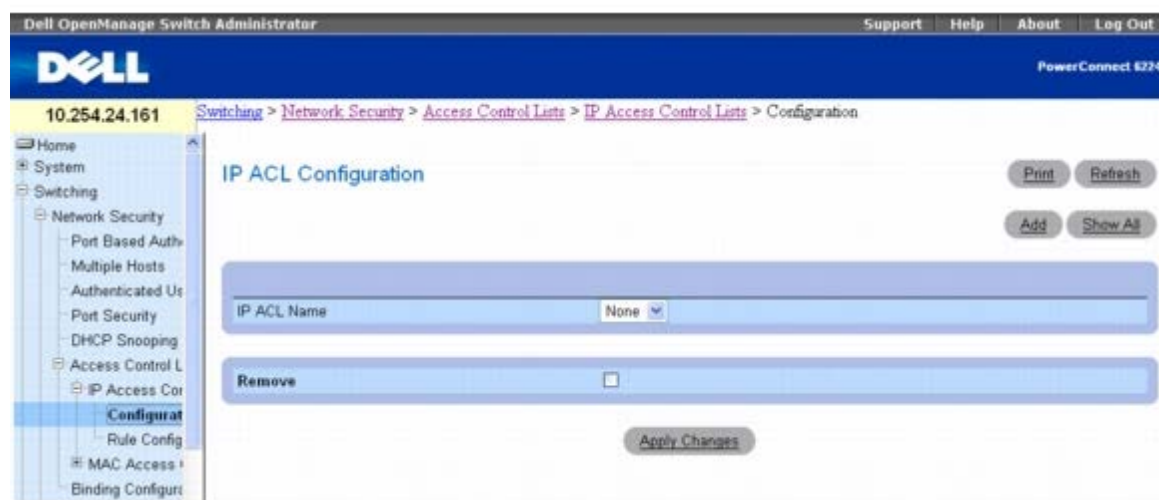 Dell OpenManage Switch Administrator Support Help About Log Out
DELL
PowerConnect 6224
10.254.24.161
Switching > Network Security > Access Control Lists > IP Access Control Lists > Configuration
Home
System
Switching
Network Security
Port Based Authe
Multiple Hosts
Authenticated Us
Port Security
DHCP Snooping
Access Control L
IP Access Cor
Configurat
Rule Config
MAC Access
Binding Configura
IP ACL Configuration
Print Refresh
Add Show All
IP ACL Name None
Remove
Apply Changes